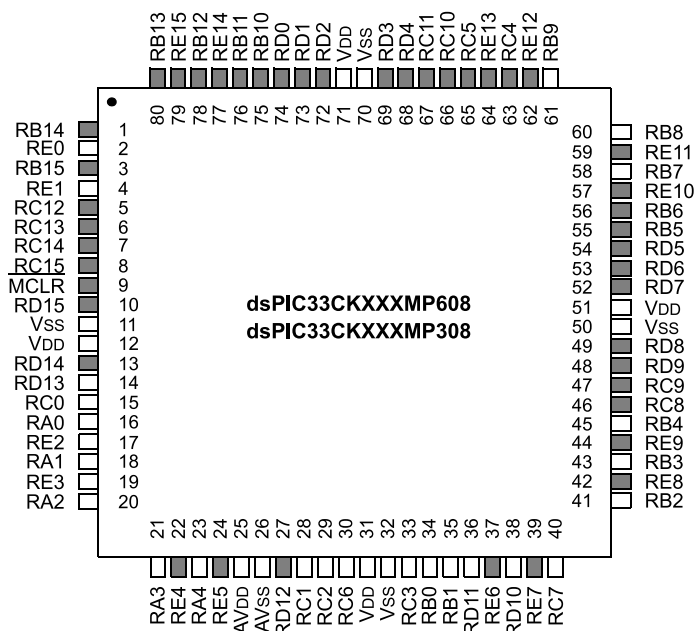 RB13 RE15 RB12 RE14 RB11 RB10 RD0 RD1 RD2 VDD VSS RD3 RD4 RC11 RC10 RC5 RE13 RC4 RE12 RB9
80 79 78 77 76 75 74 73 72 71 70 69 68 67 66 65 64 63 62 61
RB14 1
RE0 2
RB15 3
RE1 4
RC12 5
RC13 6
RC14 7
RC15 8
MCLR 9
RD15 10
VSS 11
VDD 12
RD14 13
RD13 14
RC0 15
RA0 16
RE2 17
RA1 18
RE3 19
RA2 20
dsPIC33CKXXXMP608
dsPIC33CKXXXMP308
60 RB8
59 RE11
58 RB7
57 RE10
56 RB6
55 RB5
54 RD5
53 RD6
52 RD7
51 VDD
50 VSS
49 RD8
48 RD9
47 RC9
46 RC8
45 RB4
44 RE9
43 RB3
42 RE8
41 RB2
21 22 23 24 25 26 27 28 29 30 31 32 33 34 35 36 37 38 39 40
RA3 RE4 RA4 RE5 AVDD AVSS RD12 RC1 RC2 RC6 VDD VSS RC3 RB0 RB1 RD11 RE6 RD10 RE7 RC7